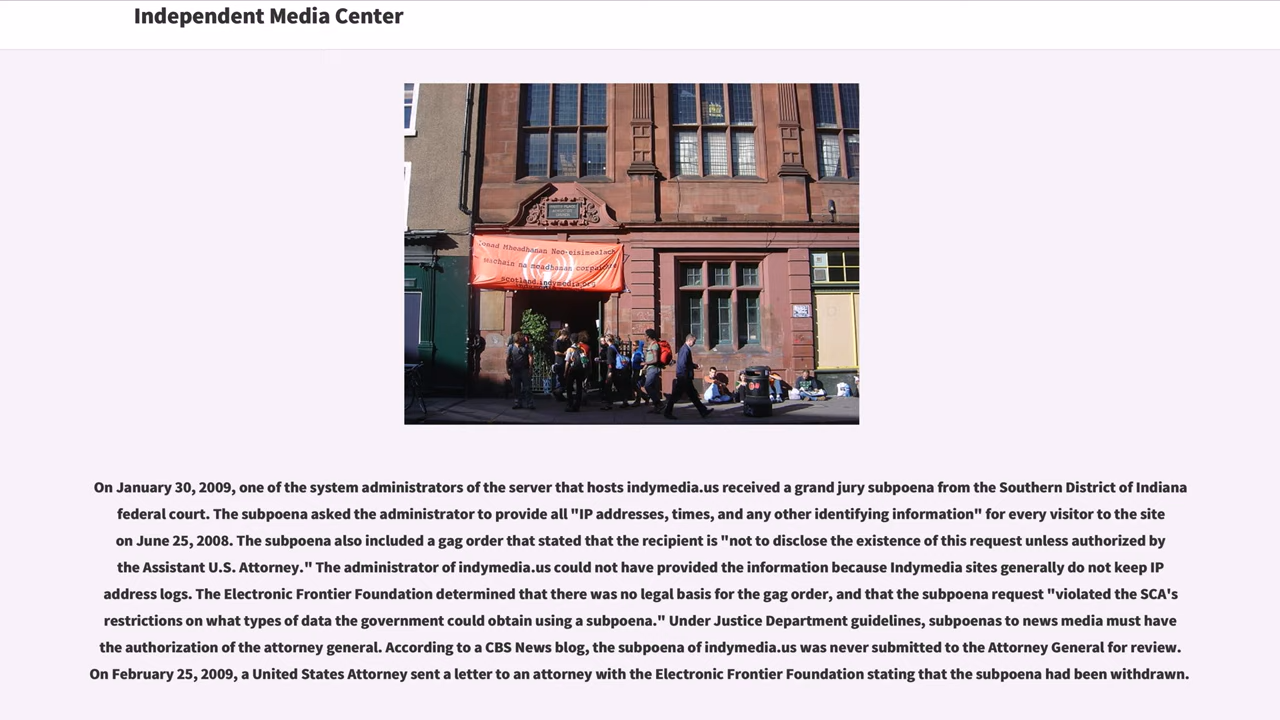 Independent Media Center
Meadhanan Neo-eisimealach
na meadhanan corpa
scotland.indymedia.org
On January 30, 2009, one of the system administrators of the server that hosts indymedia.us received a grand jury subpoena from the Southern District of Indiana
federal court. The subpoena asked the administrator to provide all "IP addresses, times, and any other identifying information" for every visitor to the site
on June 25, 2008. The subpoena also included a gag order that stated that the recipient is "not to disclose the existence of this request unless authorized by
the Assistant U.S. Attorney." The administrator of indymedia.us could not have provided the information because Indymedia sites generally do not keep IP
address logs. The Electronic Frontier Foundation determined that there was no legal basis for the gag order, and that the subpoena request "violated the SCA's
restrictions on what types of data the government could obtain using a subpoena." Under Justice Department guidelines, subpoenas to news media must have
the authorization of the attorney general. According to a CBS News blog, the subpoena of indymedia.us was never submitted to the Attorney General for review.
On February 25, 2009, a United States Attorney sent a letter to an attorney with the Electronic Frontier Foundation stating that the subpoena had been withdrawn.